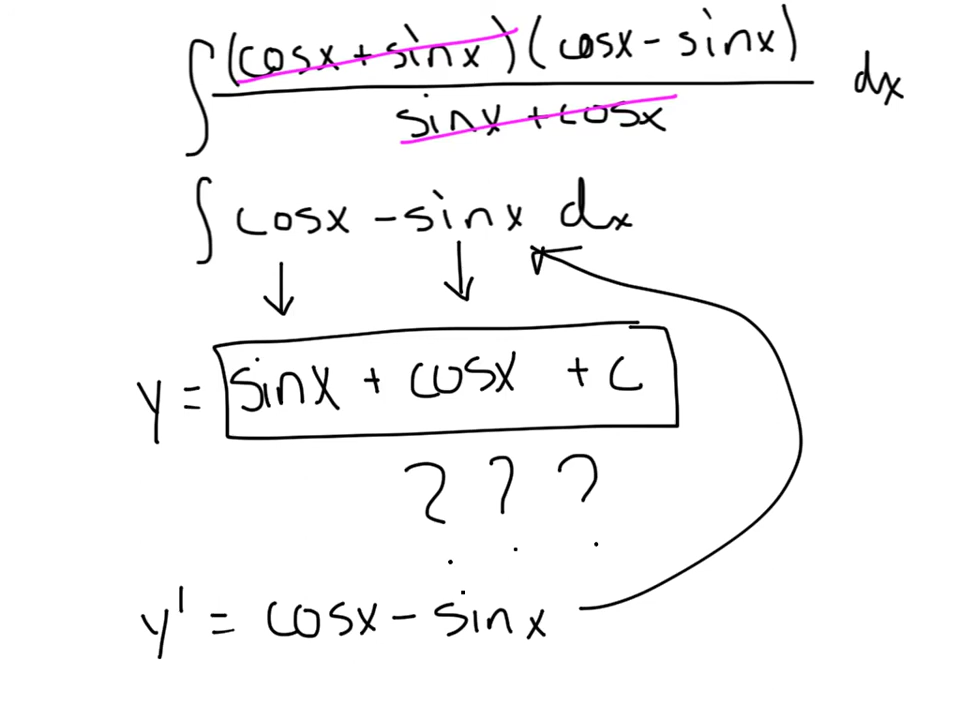 ∫ (cosx + sinx)(cosx - sinx) / sinx + cosx dx
∫ cosx - sinx dx
y = sinx + cosx + c
? ? ?
y' = cosx - sinx